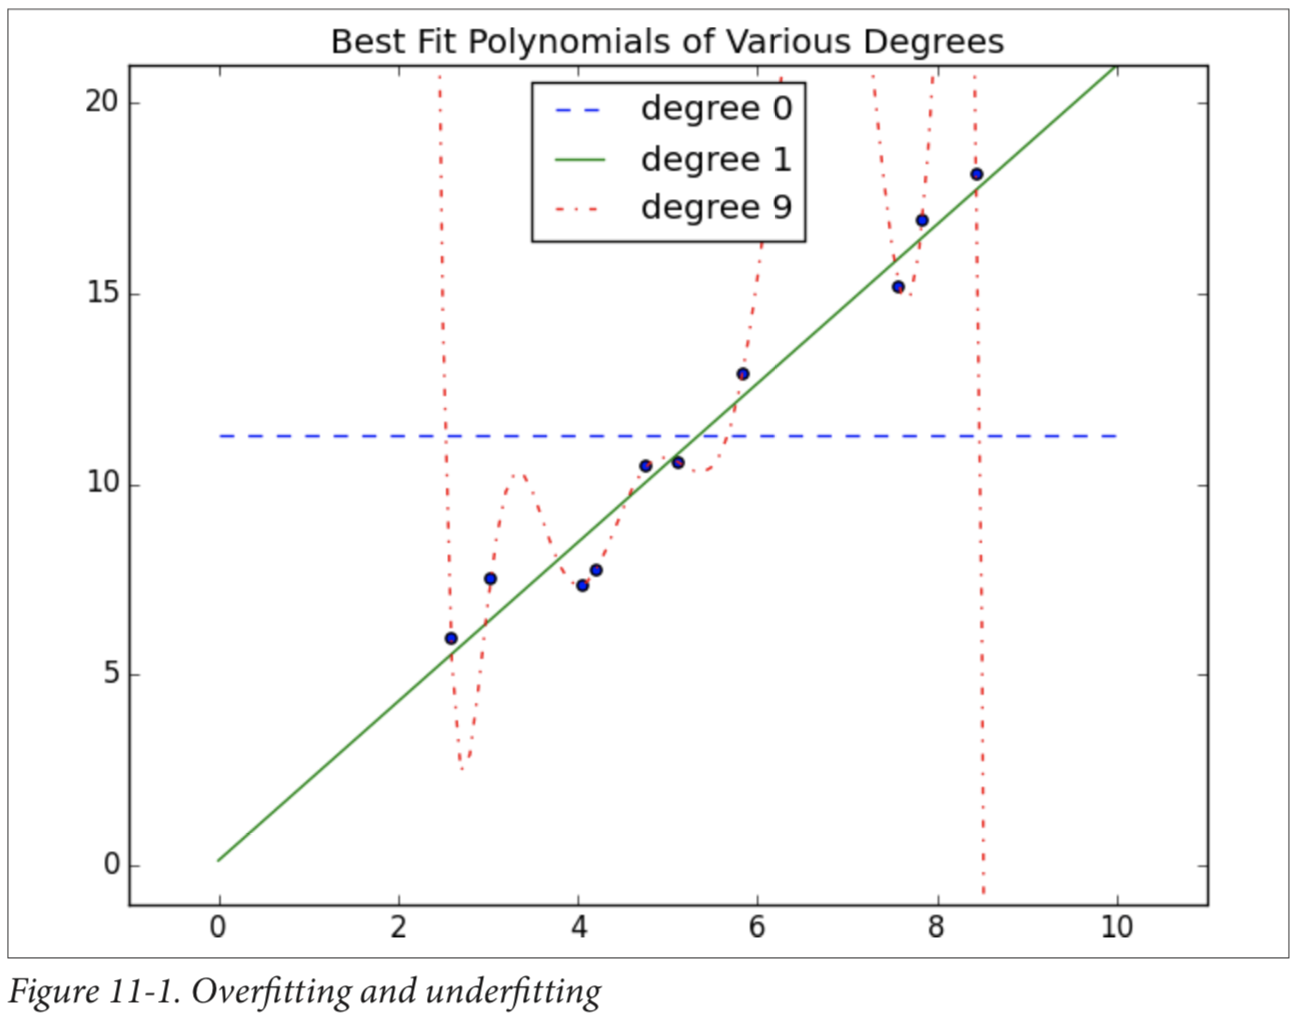 Best Fit Polynomials of Various Degrees
20
15
10
5
0
degree 0
degree 1
degree 9
0 2 4 6 8 10
Figure 11-1. Overfitting and underfitting